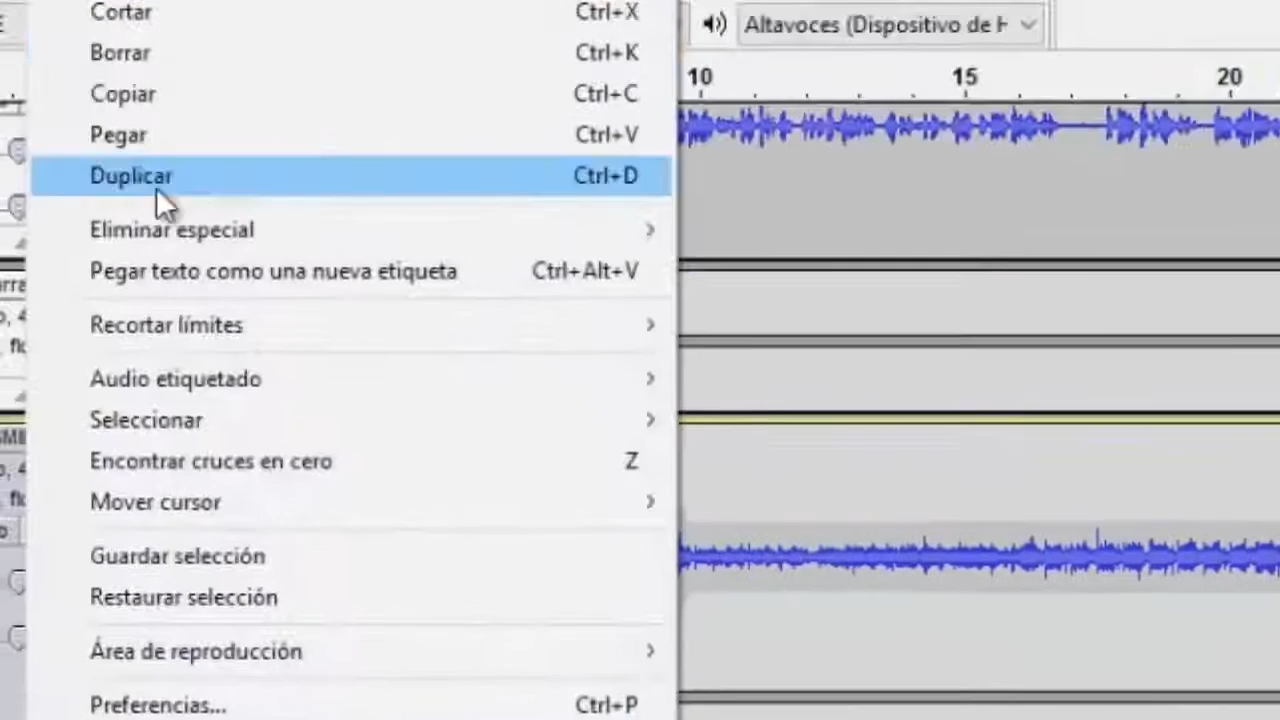 Cortar Ctrl+X
Altavoces (Dispositivo de H
Borrar Ctrl+K
10 15 20
Copiar Ctrl+C
Pegar Ctrl+V
Duplicar Ctrl+D
Eliminar especial
Pegar texto como una nueva etiqueta Ctrl+Alt+V
Recortar límites
Audio etiquetado
Seleccionar
Encontrar cruces en cero Z
Mover cursor
Guardar selección
Restaurar selección
Área de reproducción
Preferencias... Ctrl+P